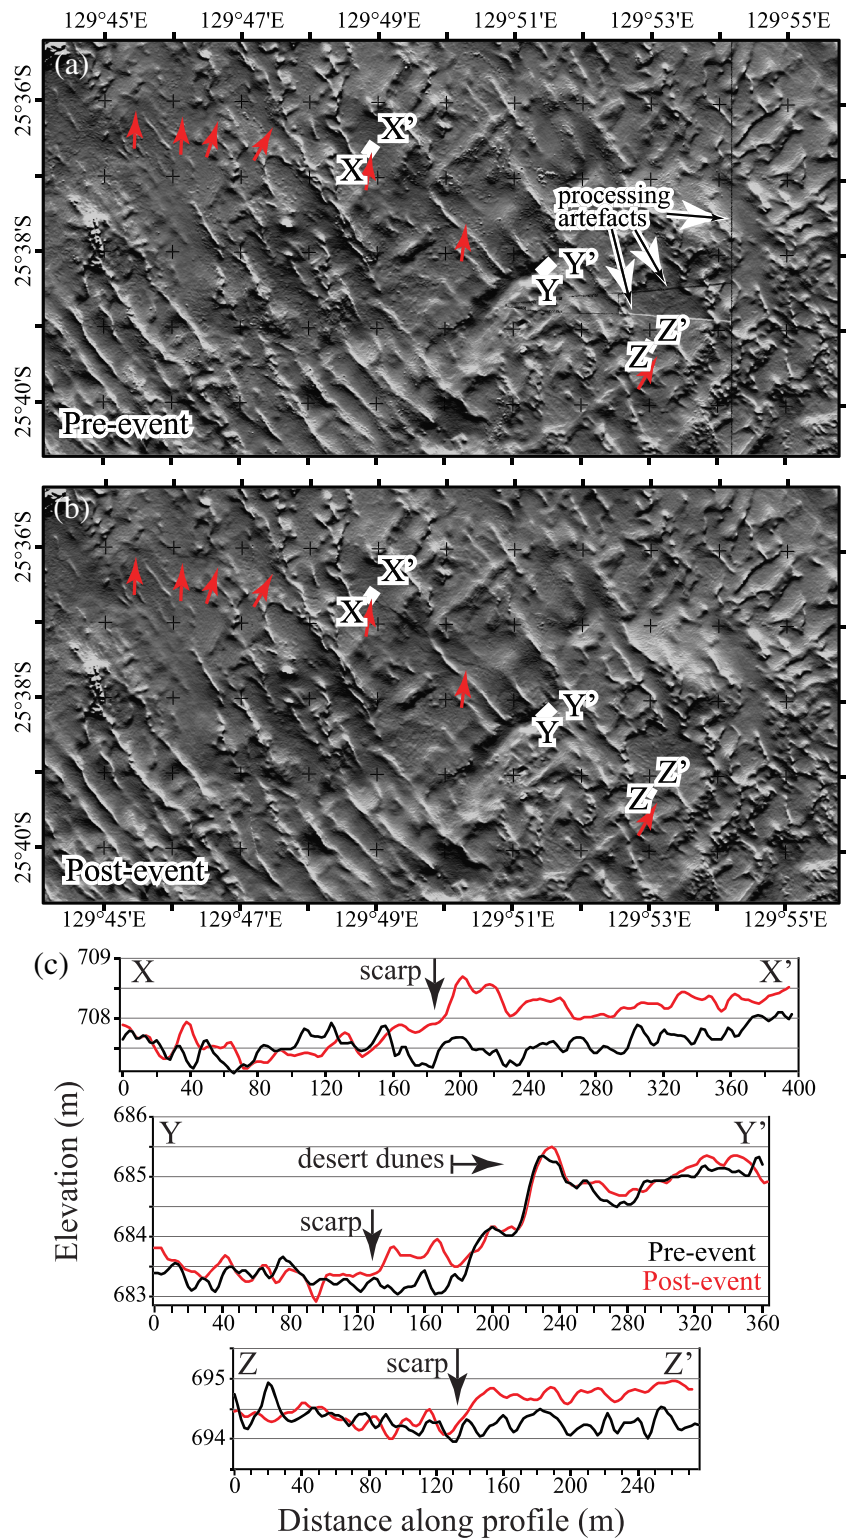 129°45'E 129°47'E 129°49'E 129°51'E 129°53'E 129°55'E
(a)
25°36'S
X X'
processing
artefacts
25°38'S
Y Y'
Z Z'
25°40'S
Pre-event
(b)
25°36'S
X X'
25°38'S
Y Y'
Z Z'
25°40'S
Post-event
129°45'E 129°47'E 129°49'E 129°51'E 129°53'E 129°55'E
(c)
709
X scarp X'
708
0 40 80 120 160 200 240 280 320 360 400
Elevation (m)
686
Y Y'
desert dunes
685
684
scarp
Pre-event
Post-event
683
0 40 80 120 160 200 240 280 320 360
Z scarp Z'
695
694
0 40 80 120 160 200 240
Distance along profile (m)